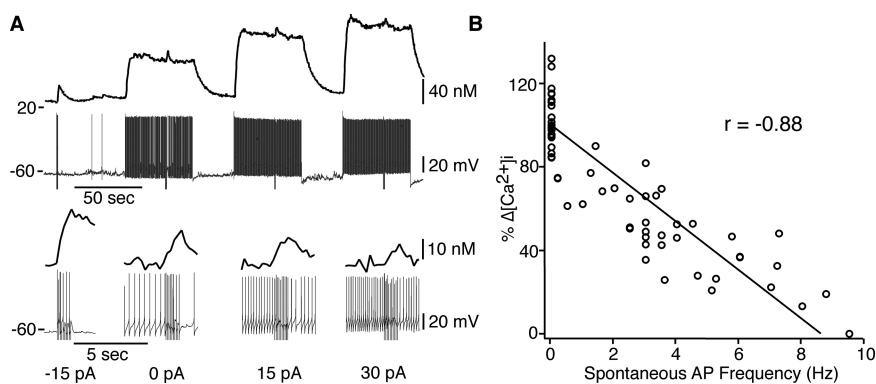 A
40 nM
20
-60
20 mV
50 sec
10 nM
-60
20 mV
5 sec
-15 pA 0 pA 15 pA 30 pA
B
% Δ[Ca2+]i
120
80
40
0
r = -0.88
0 2 4 6 8 10
Spontaneous AP Frequency (Hz)